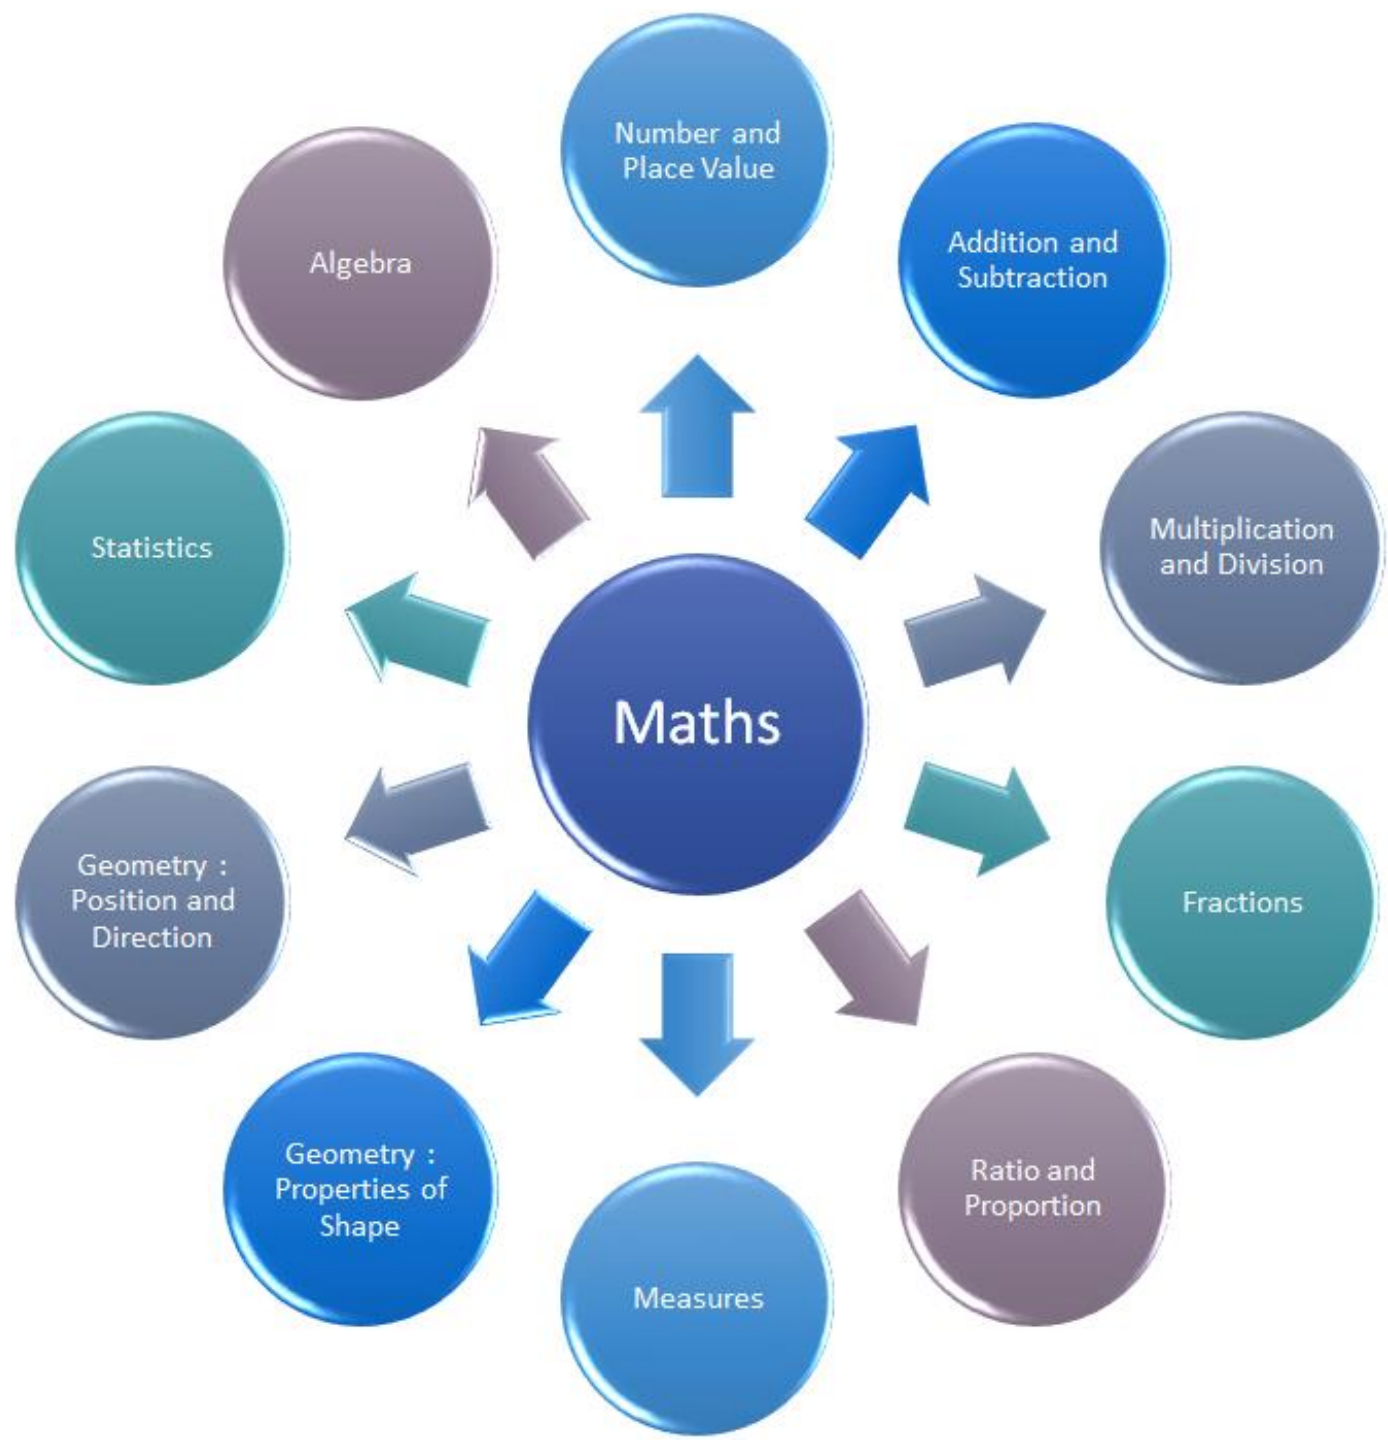 Number and
Place Value
Addition and
Subtraction
Multiplication
and Division
Fractions
Ratio and
Proportion
Measures
Geometry :
Properties of
Shape
Geometry :
Position and
Direction
Statistics
Algebra
Maths